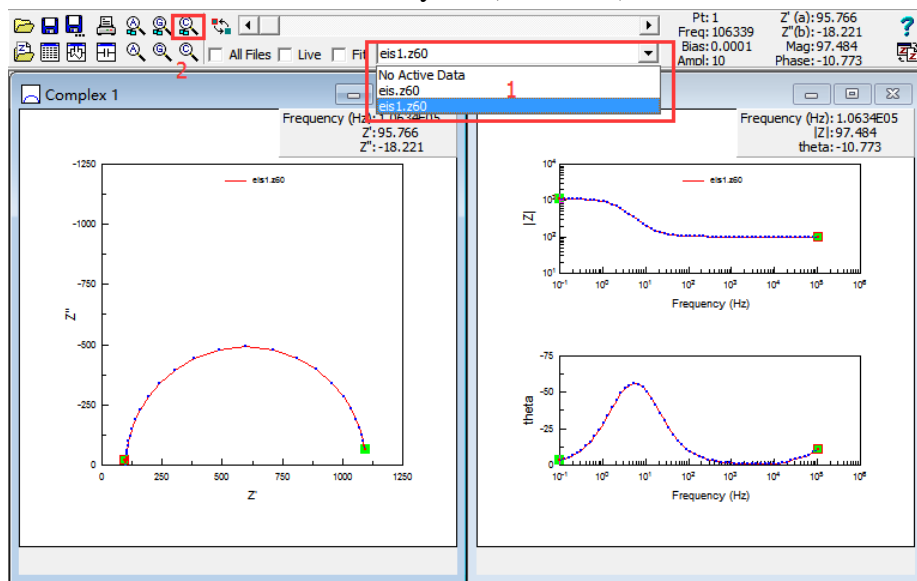 Pt: 1
Freq: 106339
Bias: 0.0001
Ampl: 10
Z' (a): 95.766
Z"(b): -18.221
Mag: 97.484
Phase: -10.773
2
All Files
Live
Fit
eis1.z60
No Active Data
eis.z60
eis1.z60
1
Complex 1
Frequency (Hz): 1.0634E05
Z': 95.766
Z": -18.221
-1250
-1000
-750
-500
-250
0
Z"
eis1.z60
0
250
500
750
1000
1250
Z'
Frequency (Hz): 1.0634E05
|Z|: 97.484
theta: -10.773
10⁴
10³
10²
10¹
|Z|
eis1.z60
10⁻¹
10⁰
10¹
10²
10³
10⁴
10⁵
10⁶
Frequency (Hz)
-75
-50
-25
0
theta
10⁻¹
10⁰
10¹
10²
10³
10⁴
10⁵
10⁶
Frequency (Hz)